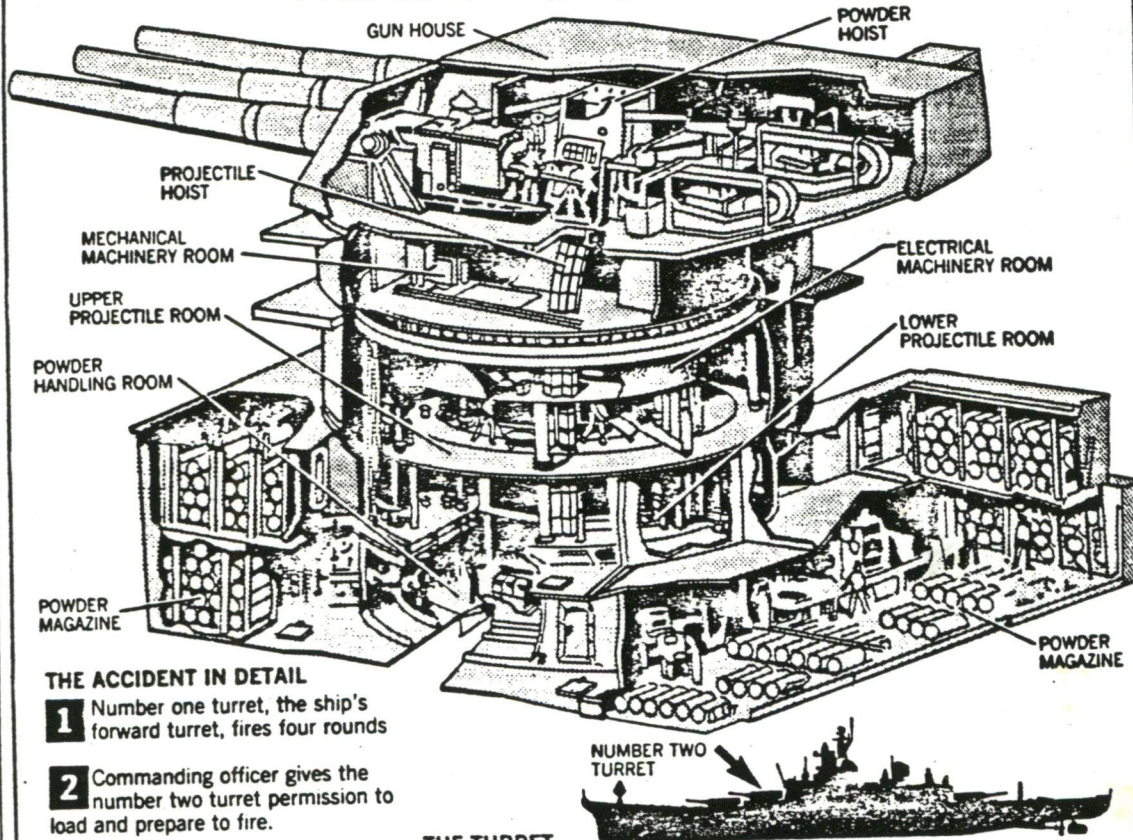 GUN HOUSE
POWDER
HOIST
PROJECTILE
HOIST
MECHANICAL
MACHINERY ROOM
ELECTRICAL
MACHINERY ROOM
UPPER
PROJECTILE ROOM
LOWER
PROJECTILE ROOM
POWDER
HANDLING ROOM
POWDER
MAGAZINE
POWDER
MAGAZINE
THE ACCIDENT IN DETAIL
1 Number one turret, the ship's
forward turret, fires four rounds
2 Commanding officer gives the
number two turret permission to
load and prepare to fire.
NUMBER TWO
TURRET
THE TURRET